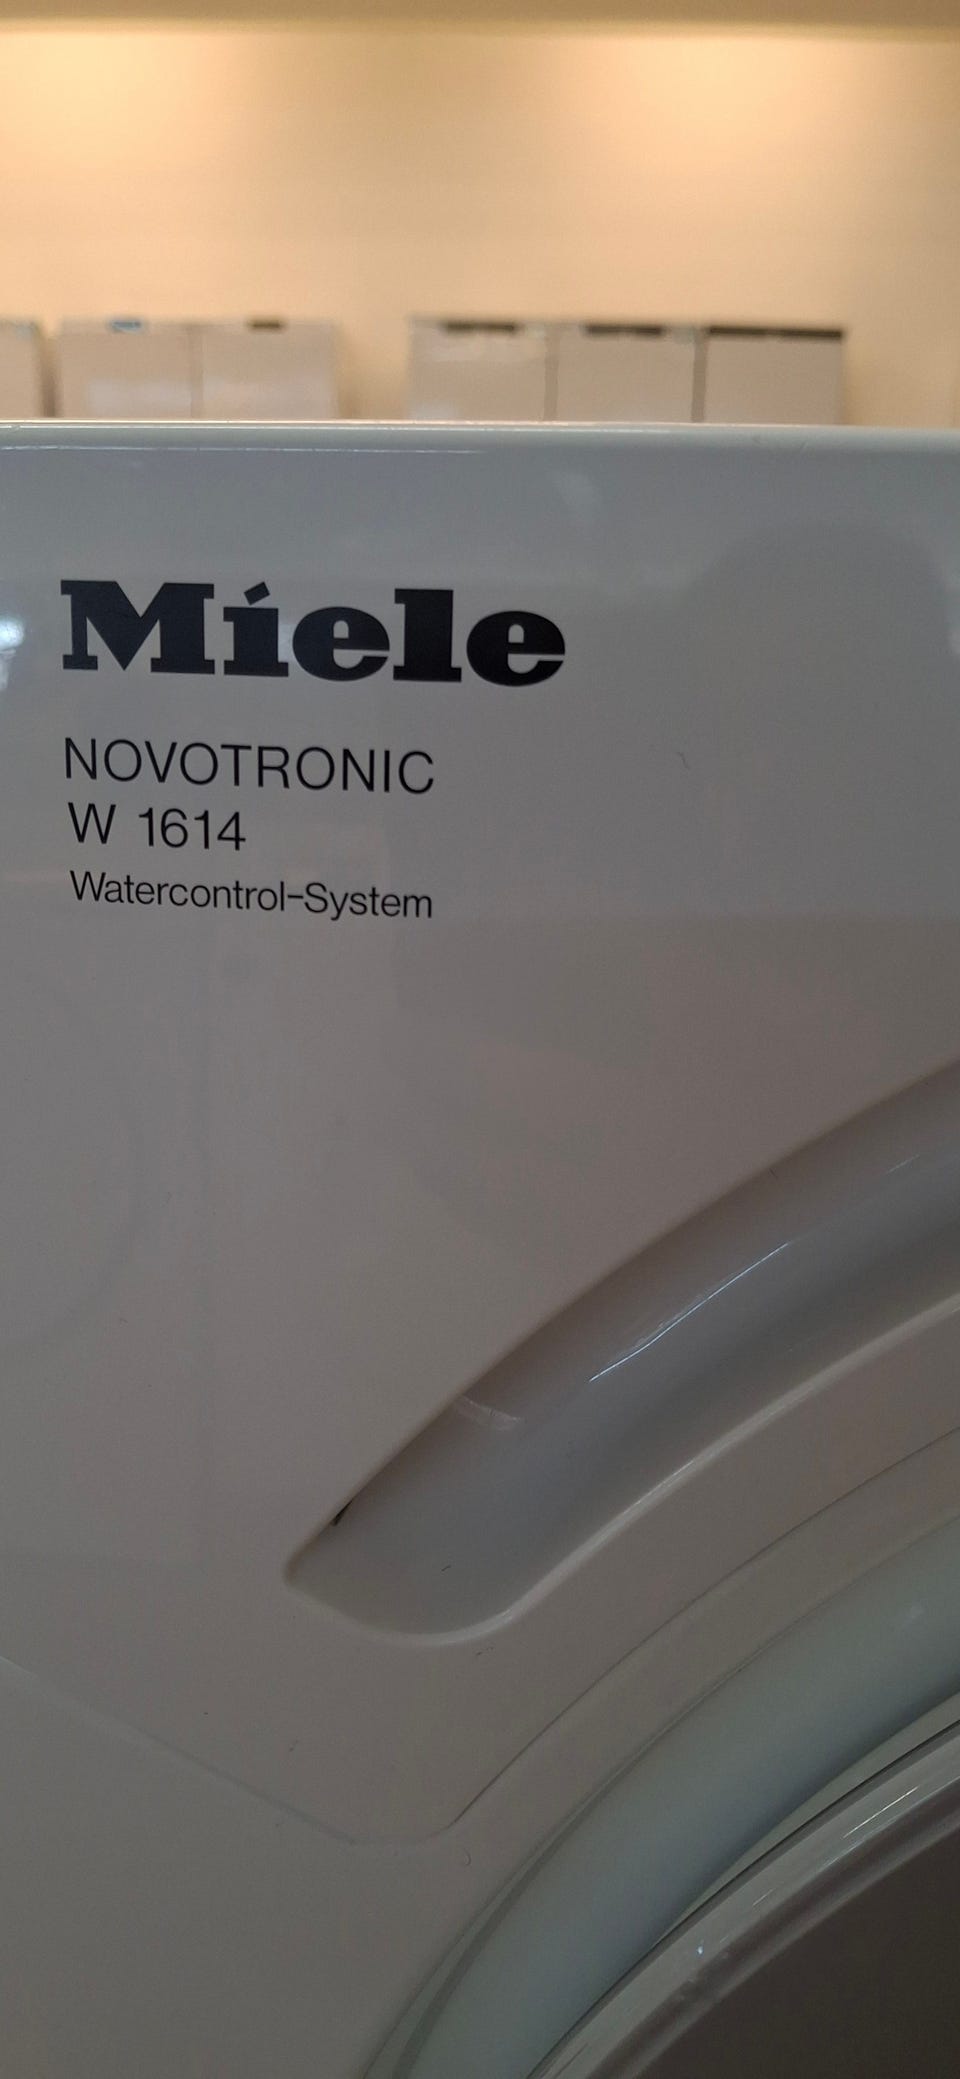 Miele
NOVOTRONIC
W 1614
Watercontrol-System